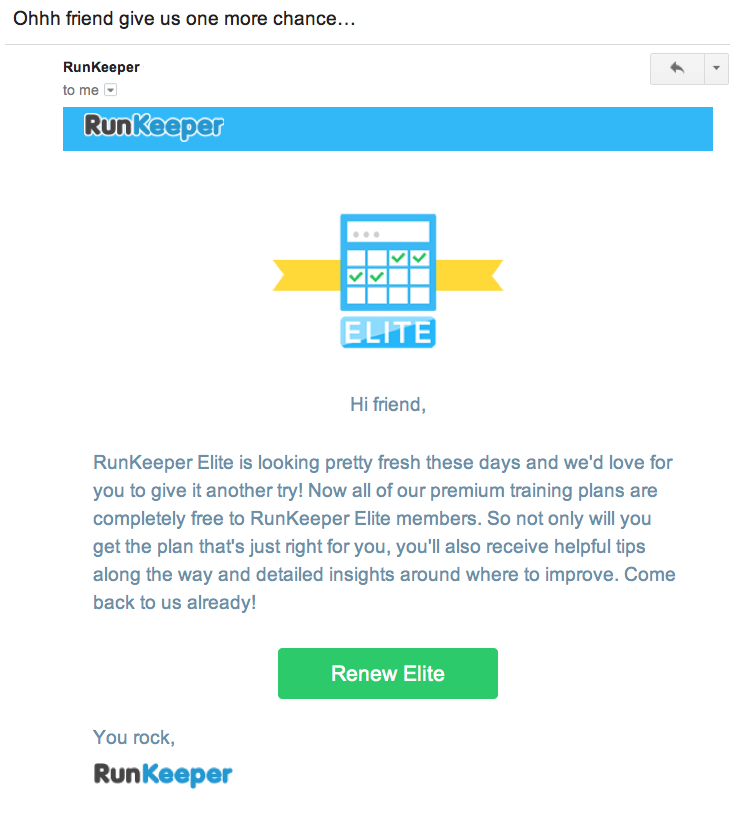 Ohhh friend give us one more chance...
RunKeeper
to me
RunKeeper
ELITE
Hi friend,
RunKeeper Elite is looking pretty fresh these days and we'd love for
you to give it another try! Now all of our premium training plans are
completely free to RunKeeper Elite members. So not only will you
get the plan that's just right for you, you'll also receive helpful tips
along the way and detailed insights around where to improve. Come
back to us already!
Renew Elite
You rock,
RunKeeper